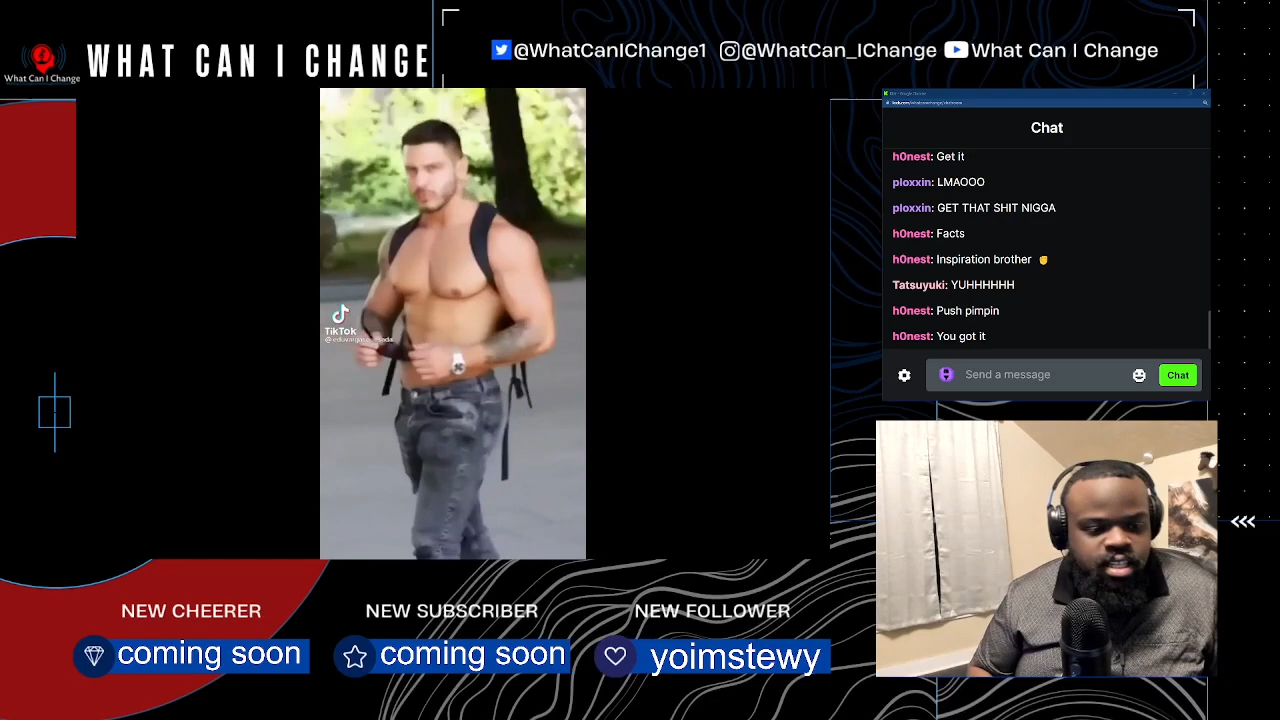 What Can I Change
WHAT CAN I CHANGE
@WhatCanIChange1
@WhatCan_IChange
What Can I Change
TikTok
Chat
h0nest: Get it
ploxxin: LMAOOO
ploxxin: GET THAT SHIT NIGGA
h0nest: Facts
h0nest: Inspiration brother
Tatsuyuki: YUHHHHHH
h0nest: Push pimpin
h0nest: You got it
Send a message
Chat
NEW CHEERER
coming soon
NEW SUBSCRIBER
coming soon
NEW FOLLOWER
yoimstewy